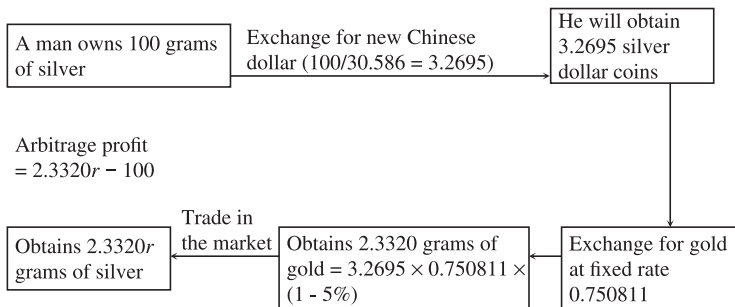 A man owns 100 grams
of silver
Exchange for new Chinese
dollar (100/30.586 = 3.2695)
He will obtain
3.2695 silver
dollar coins
Arbitrage profit
= 2.3320r − 100
Obtains 2.3320r
grams of silver
Trade in
the market
Obtains 2.3320 grams of
gold = 3.2695 × 0.750811 ×
(1 - 5%)
Exchange for gold
at fixed rate
0.750811